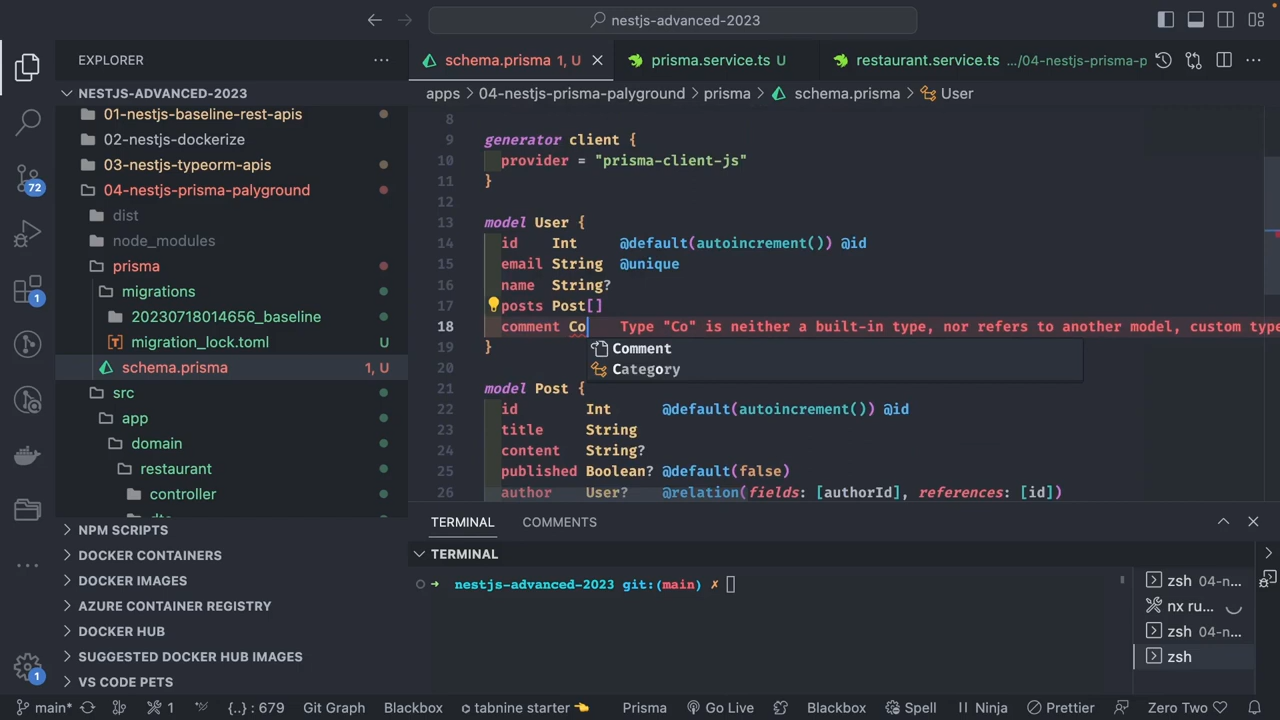 nestjs-advanced-2023
EXPLORER
schema.prisma 1, U
prisma.service.ts U
restaurant.service.ts .../04-nestjs-prisma-p
NESTJS-ADVANCED-2023
apps > 04-nestjs-prisma-palyground > prisma > schema.prisma > User
01-nestjs-baseline-rest-apis
02-nestjs-dockerize
03-nestjs-typeorm-apis
04-nestjs-prisma-palyground
dist
node_modules
prisma
migrations
20230718014656_baseline
migration_lock.toml U
schema.prisma 1, U
src
app
domain
restaurant
controller
NPM SCRIPTS
DOCKER CONTAINERS
DOCKER IMAGES
AZURE CONTAINER REGISTRY
DOCKER HUB
SUGGESTED DOCKER HUB IMAGES
VS CODE PETS
72
1
1
8
9 generator client {
10 provider = "prisma-client-js"
11 }
12
13 model User {
14 id Int @default(autoincrement()) @id
15 email String @unique
16 name String?
17 posts Post[]
18 comment Co Type "Co" is neither a built-in type, nor refers to another model, custom type
Comment
Category
19 }
20
21 model Post {
22 id Int @default(autoincrement()) @id
23 title String
24 content String?
25 published Boolean? @default(false)
26 author User? @relation(fields: [authorId], references: [id])
TERMINAL COMMENTS
TERMINAL
nestjs-advanced-2023 git:(main) ✗
zsh 04-n...
nx ru...
zsh 04-n...
zsh
main* 1 {..} : 679 Git Graph Blackbox tabnine starter 👈 Prisma Go Live Blackbox Spell Ninja Prettier Zero Two